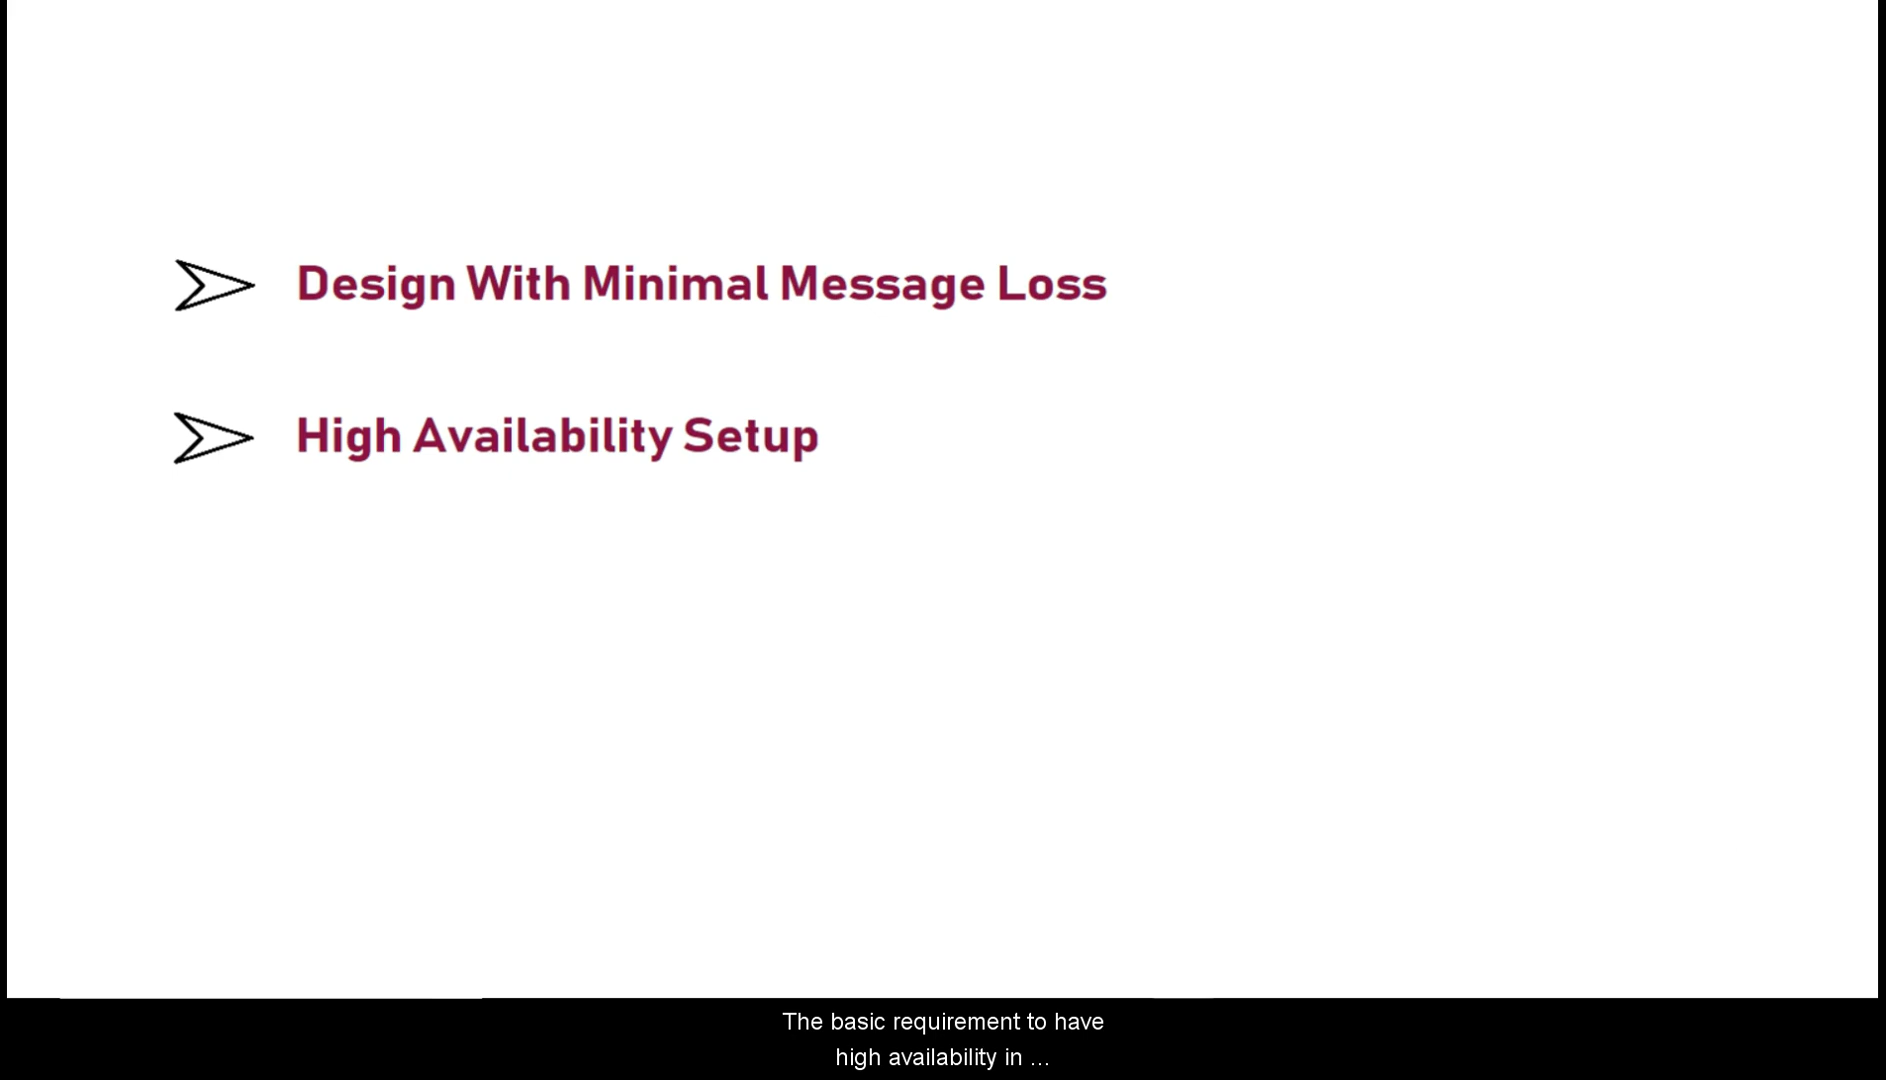 Design With Minimal Message Loss
High Availability Setup
The basic requirement to have
high availability in ...